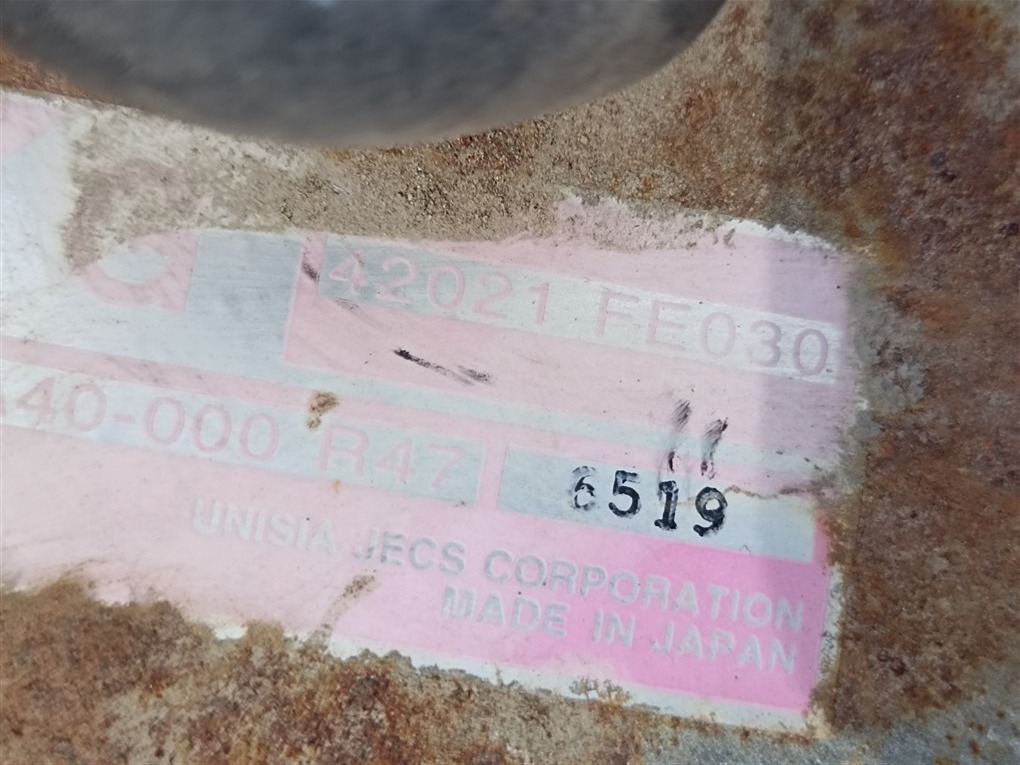 42021 FE030
40-000 R47 6519
UNISIA JECS CORPORATION
MADE IN JAPAN